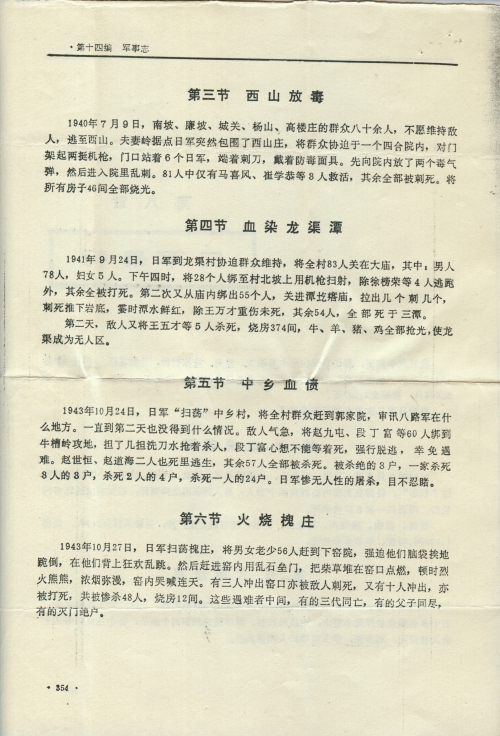 ·第十四编 军事志
第三节 西山放毒
1940年7月9日，南坡、廉坡、城关、杨山、高楼庄的群众八十余人，不愿维持敌
人，逃至西山。夫妻岭据点日军突然包围了西山庄，将群众协迫于一个四合院内，对门
架起两挺机枪，门口站着6个日军，端着刺刀，戴着防毒面具。先向院内放了两个毒气
弹，然后进入院里乱刺。81人中仅有马喜风、崔学恭等3人救活，其余全部被刺死。将
所有房子46间全部烧光。
第四节 血染龙渠潭
1941年9月24日，日军到龙渠村协迫群众维持，将全村83人关在大庙，其中：男人
78人，妇女5人。下午四时，将28个人绑至村北坡上用机枪扫射，除徐榜荣等4人逃跑
外，其余全被打死。第二次又从庙内绑出55个人，关进潭圪瘩庙，拉出几个刺几个，
刺死推下岩底，霎时潭水鲜红，除王万才重伤未死，其余54人，全部死于三潭。
第二天，敌人又将王五才等5人杀死，烧房374间，牛、羊、猪、鸡全部抢光，使龙
渠成为无人区。
第五节 中乡血债
1943年10月24日，日军“扫荡”中乡村，将全村群众赶到郭家院，审讯八路军在什
么地方。一直到第二天也没得到什么情况。敌人气急，将赵九屯、段丁富等60人绑到
牛槽岭攻地，担了几担洗刀水抢着杀人，段丁富心想不能等着死，强行脱逃，幸免遇
难。赵世恒、赵道海二人也死里逃生，其余57人全部被杀死。被杀绝的3户，一家杀死
3人的3户，杀死2人的4户，杀死一人的24户。日军惨无人性的屠杀，目不忍睹。
第六节 火烧槐庄
1943年10月27日，日军扫荡槐庄，将男女老少56人赶到下窑院，强迫他们脑袋挨地
跪倒，在他们背上狂欢乱跳。然后赶进窑内用乱石垒门，把柴草堆在窑口点燃，顿时烈
火熊熊，浓烟弥漫，窑内哭喊连天。有三人冲出窑口亦被敌人刺死，又有十人冲出，亦
被打死，共被惨杀48人，烧房12间。这些遇难者中间，有的三代同亡，有的父子同尽，
有的灭门绝户。
·354·